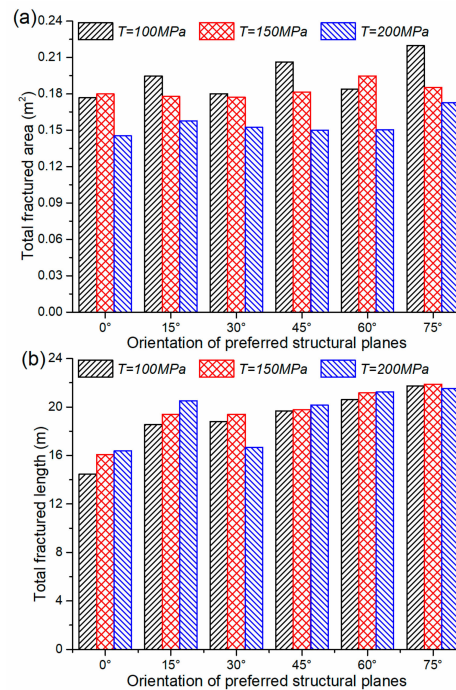 (a)
T=100MPa T=150MPa T=200MPa
Total fractured area (m²)
0.24
0.21
0.18
0.15
0.12
0.09
0.06
0.03
0.00
0° 15° 30° 45° 60° 75°
Orientation of preferred structural planes
(b)
T=100MPa T=150MPa T=200MPa
Total fractured length (m)
24
20
16
12
8
4
0
0° 15° 30° 45° 60° 75°
Orientation of preferred structural planes